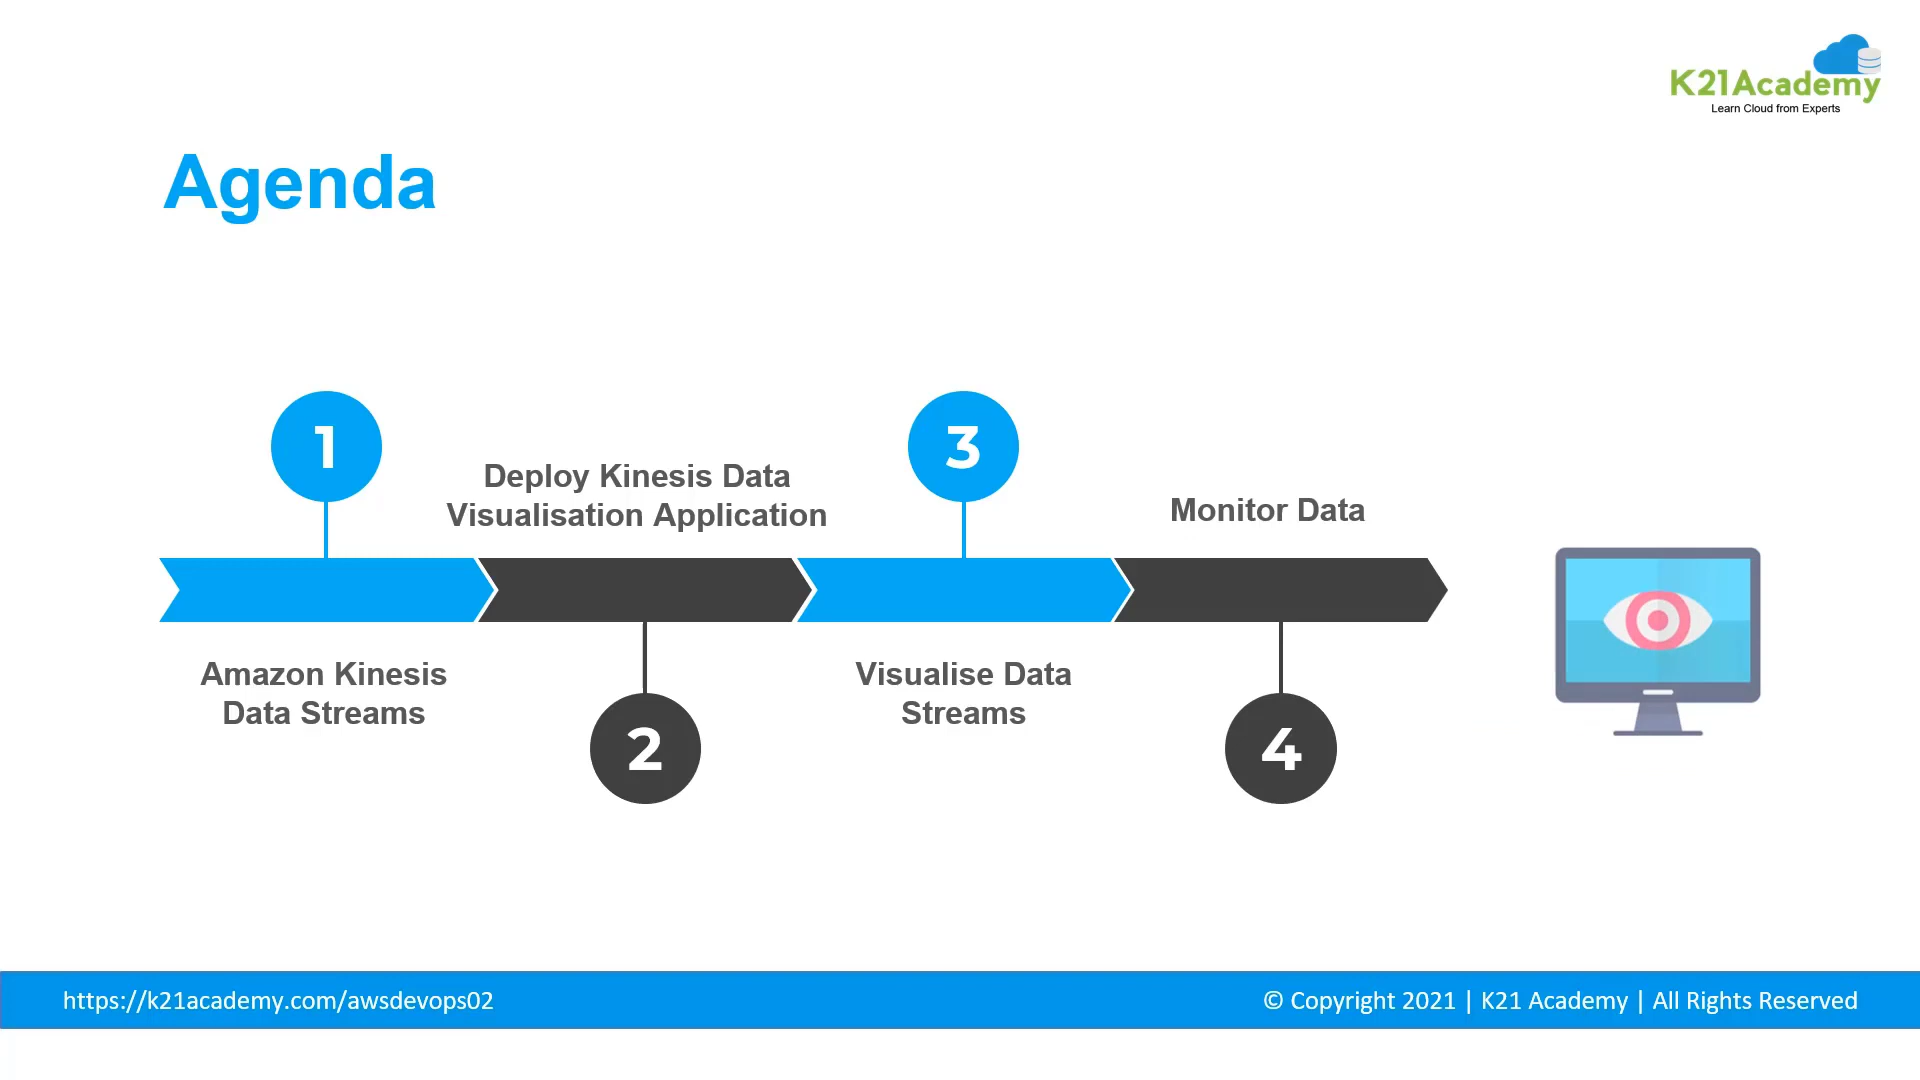 K21Academy
Learn Cloud from Experts
Agenda
1
Amazon Kinesis
Data Streams
Deploy Kinesis Data
Visualisation Application
2
3
Visualise Data
Streams
Monitor Data
4
https://k21academy.com/awsdevops02
© Copyright 2021 | K21 Academy | All Rights Reserved